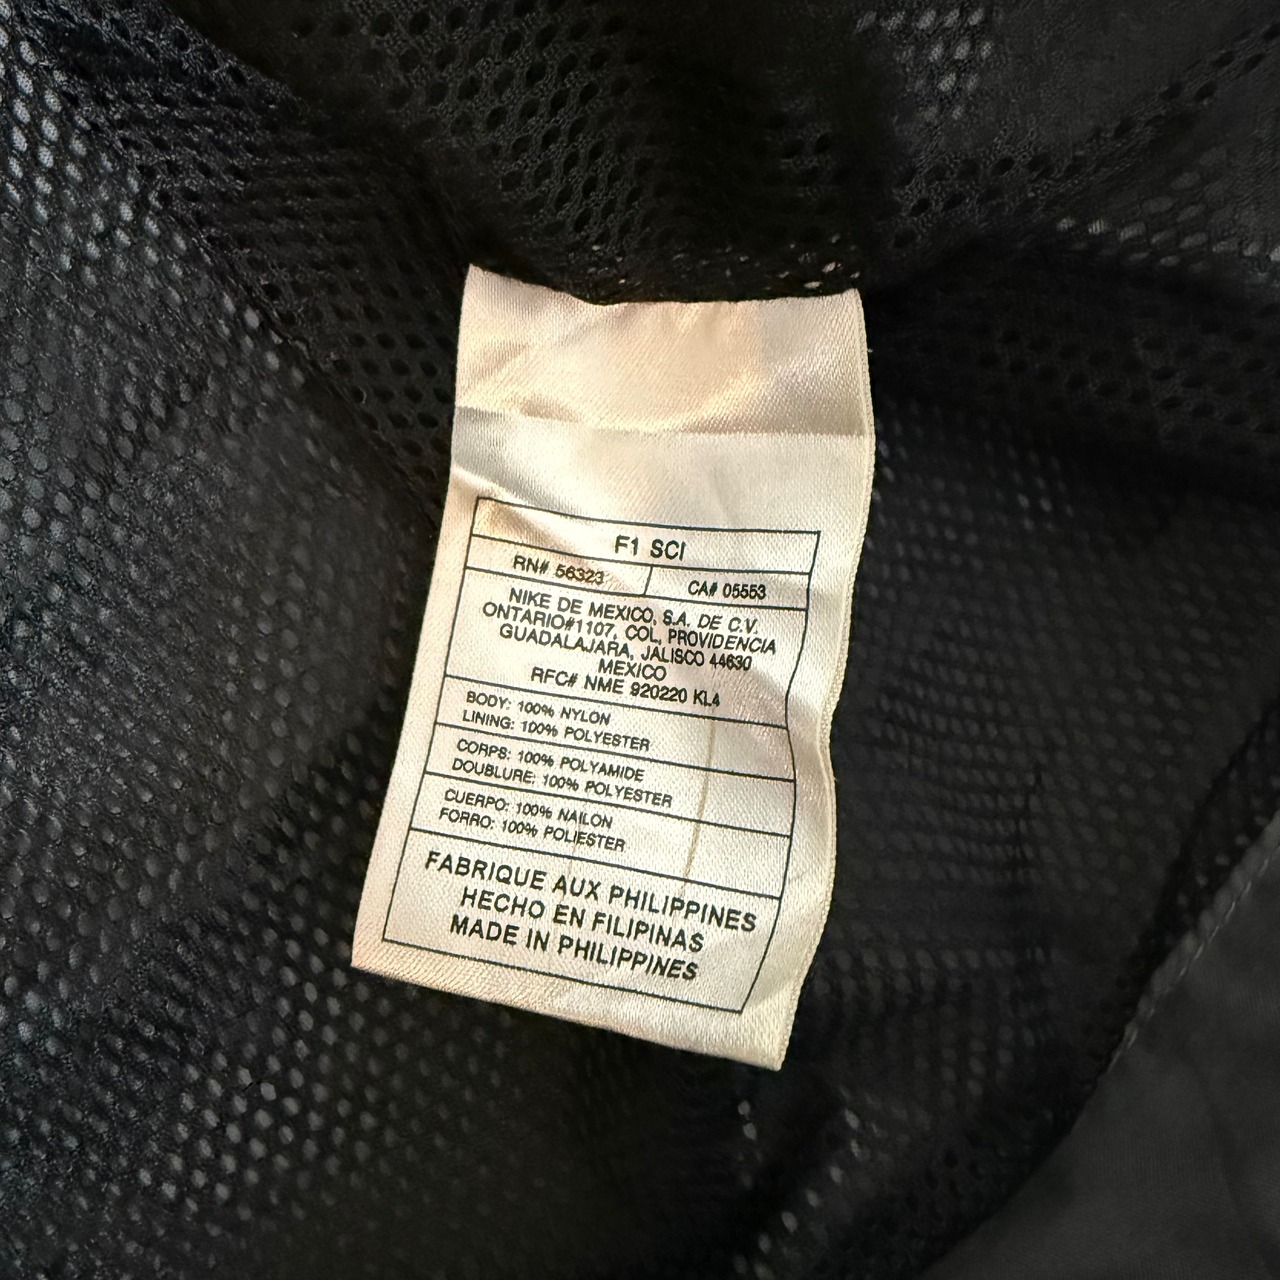 F1 SCI
RN# 56323 CA# 05553
NIKE DE MEXICO, S.A. DE C.V.
ONTARIO#1107, COL, PROVIDENCIA
GUADALAJARA, JALISCO 44630
MEXICO
RFC# NME 920220 KL4
BODY: 100% NYLON
LINING: 100% POLYESTER
CORPS: 100% POLYAMIDE
DOUBLURE: 100% POLYESTER
CUERPO: 100% NAILON
FORRO: 100% POLIESTER
FABRIQUE AUX PHILIPPINES
HECHO EN FILIPINAS
MADE IN PHILIPPINES